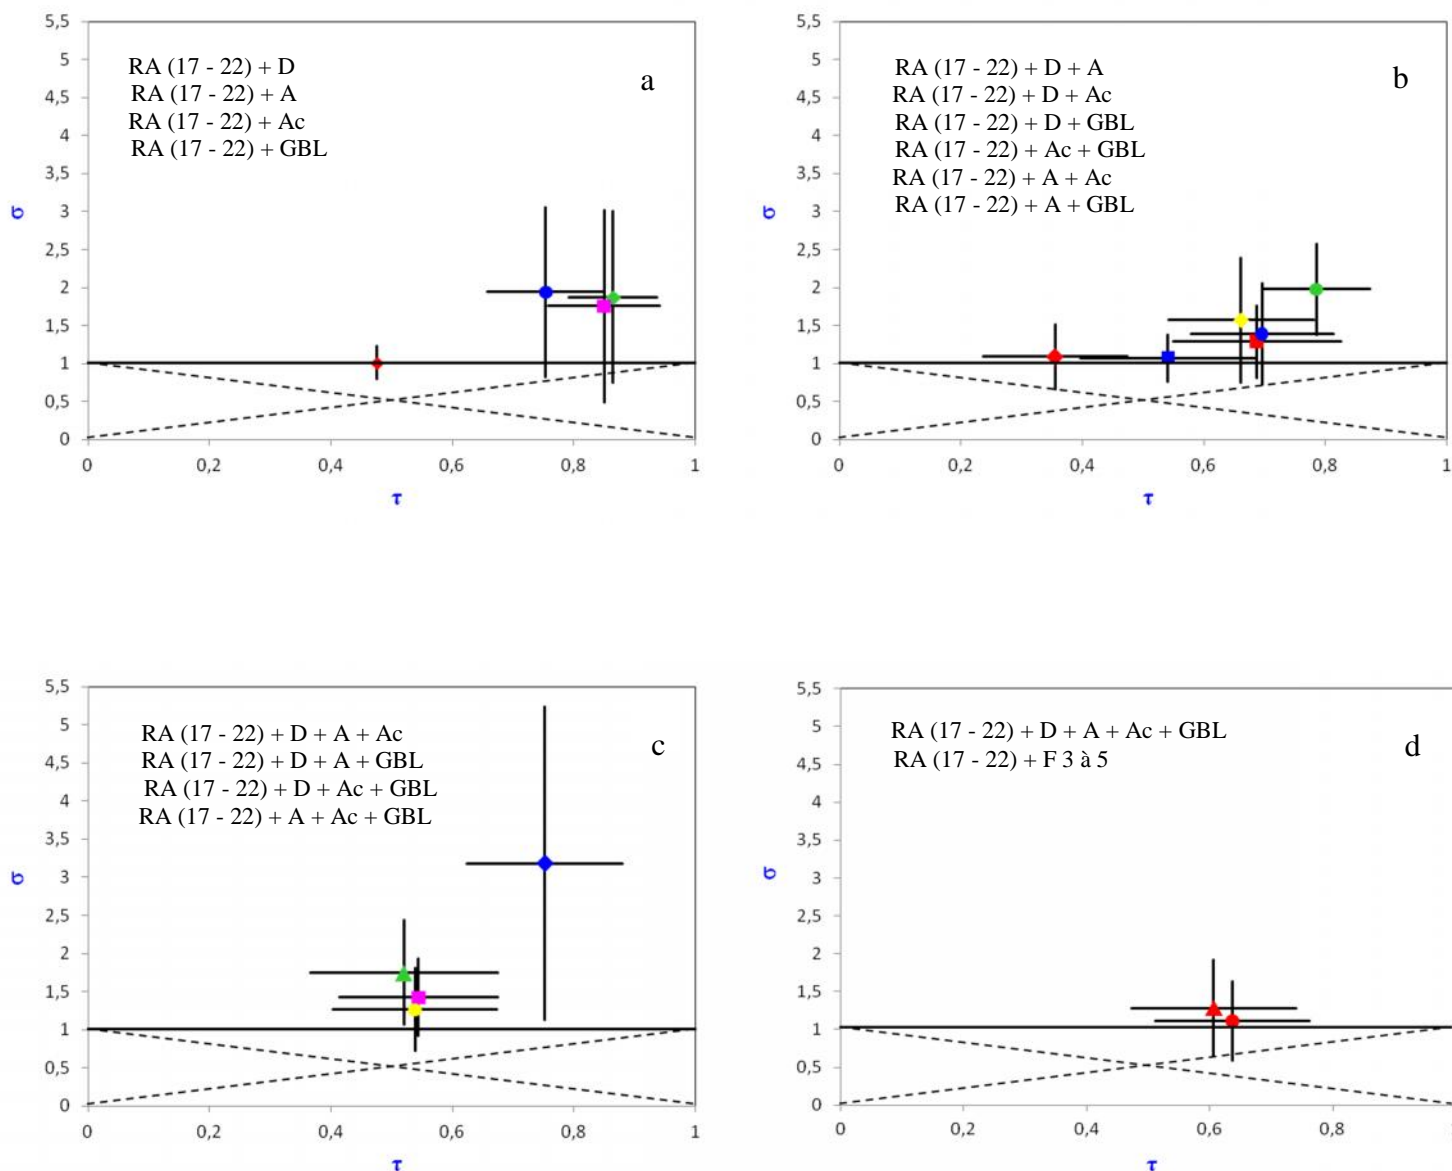 5,5
5
4,5
4
3,5
3
2,5
2
1,5
1
0,5
0
σ
RA (17 - 22) + D
RA (17 - 22) + A
RA (17 - 22) + Ac
RA (17 - 22) + GBL
a
0 0,2 0,4 0,6 0,8 1
τ
5,5
5
4,5
4
3,5
3
2,5
2
1,5
1
0,5
0
σ
RA (17 - 22) + D + A
RA (17 - 22) + D + Ac
RA (17 - 22) + D + GBL
RA (17 - 22) + Ac + GBL
RA (17 - 22) + A + Ac
RA (17 - 22) + A + GBL
b
0 0,2 0,4 0,6 0,8 1
τ
5,5
5
4,5
4
3,5
3
2,5
2
1,5
1
0,5
0
σ
RA (17 - 22) + D + A + Ac
RA (17 - 22) + D + A + GBL
RA (17 - 22) + D + Ac + GBL
RA (17 - 22) + A + Ac + GBL
c
0 0,2 0,4 0,6 0,8 1
τ
5,5
5
4,5
4
3,5
3
2,5
2
1,5
1
0,5
0
σ
RA (17 - 22) + D + A + Ac + GBL
RA (17 - 22) + F 3 à 5
d
0 0,2 0,4 0,6 0,8 1
τ